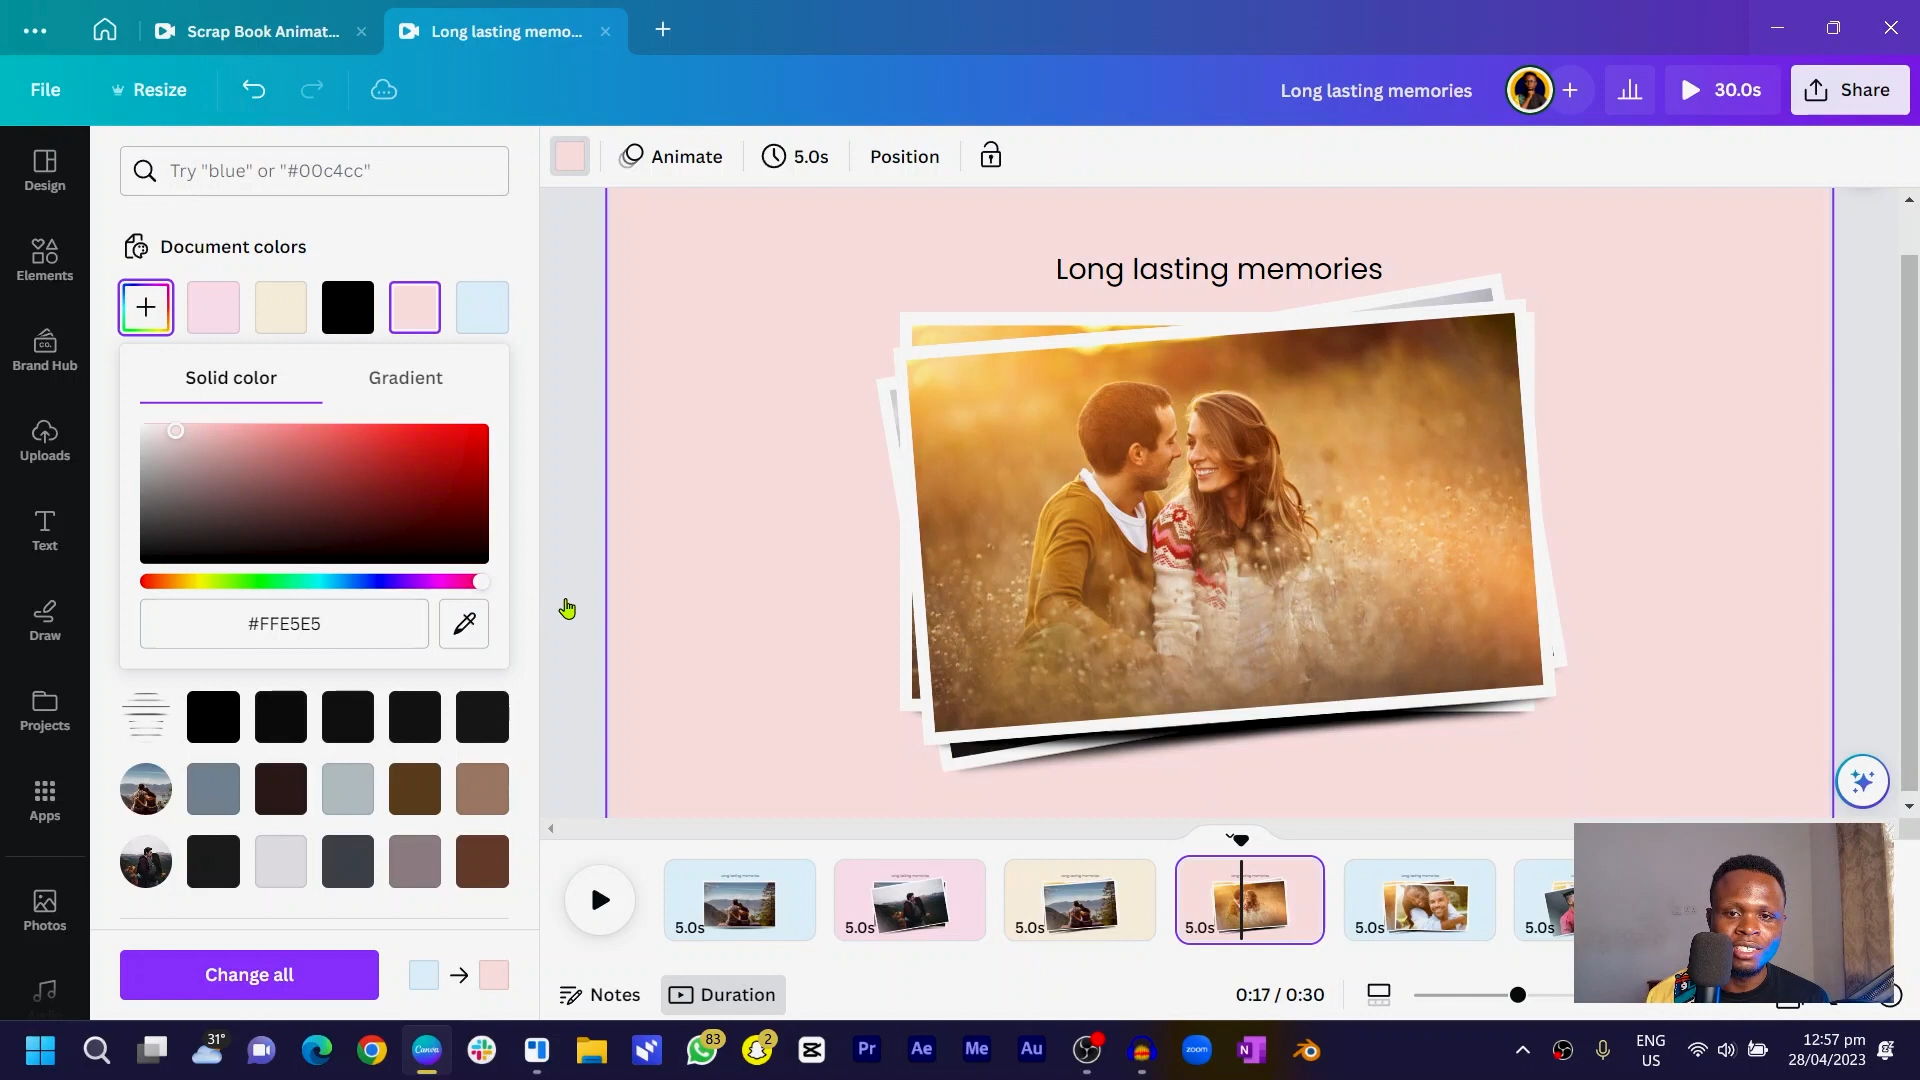 Scrap Book Animat...
Long lasting memo...
File
Resize
Long lasting memories
30.0s
Share
Design
Elements
Brand Hub
Uploads
Text
Draw
Projects
Apps
Photos
Try "blue" or "#00c4cc"
Document colors
Solid color
Gradient
#FFE5E5
Change all
Animate
5.0s
Position
Long lasting memories
5.0s
5.0s
5.0s
5.0s
5.0s
5.0s
Notes
Duration
0:17 / 0:30
31°
Canva
83
2
Pr
Ae
Me
Au
zoom
N
ENG
US
12:57 pm
28/04/2023